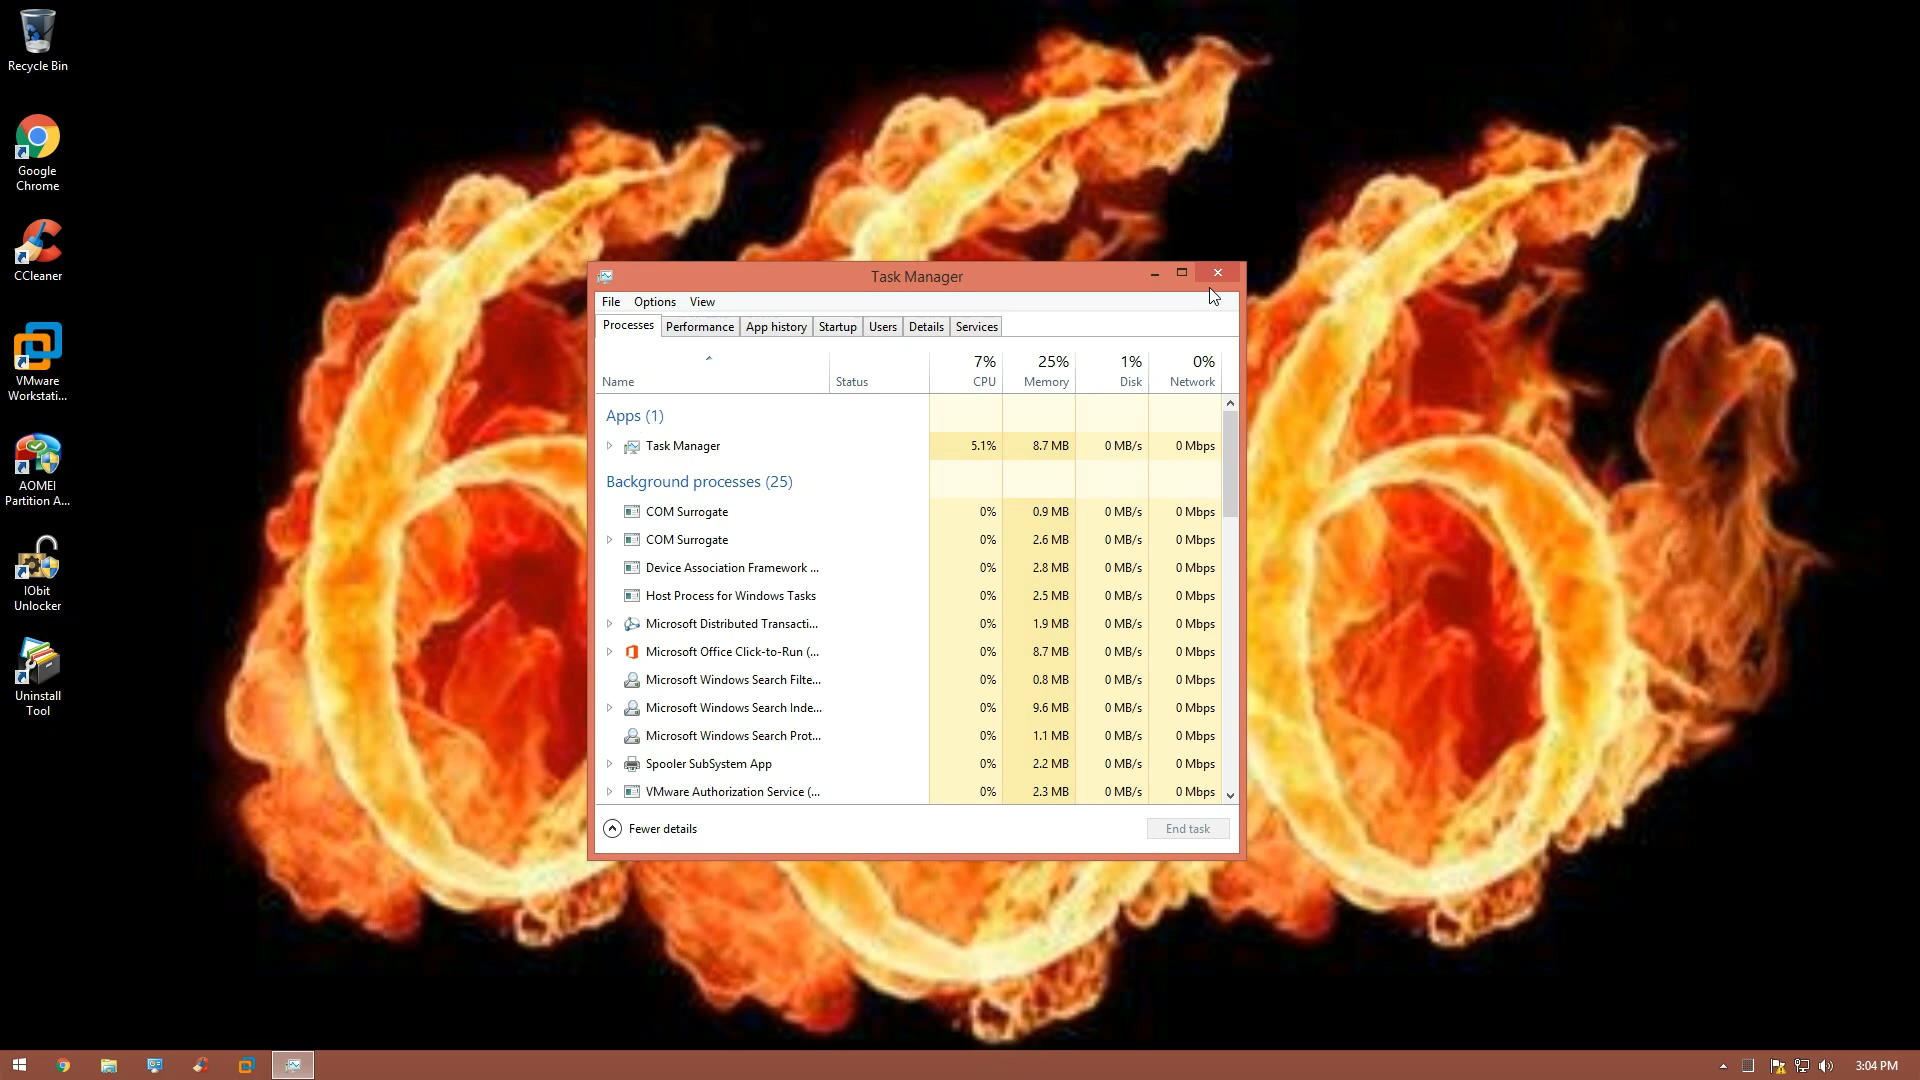 Recycle Bin
Google
Chrome
CCleaner
VMware
Workstati...
AOMEI
Partition A...
IObit
Unlocker
Uninstall
Tool
666
Task Manager
File Options View
Processes Performance App history Startup Users Details Services
7% 25% 1% 0%
Name Status CPU Memory Disk Network
Apps (1)
Task Manager 5.1% 8.7 MB 0 MB/s 0 Mbps
Background processes (25)
COM Surrogate 0% 0.9 MB 0 MB/s 0 Mbps
COM Surrogate 0% 2.6 MB 0 MB/s 0 Mbps
Device Association Framework ... 0% 2.8 MB 0 MB/s 0 Mbps
Host Process for Windows Tasks 0% 2.5 MB 0 MB/s 0 Mbps
Microsoft Distributed Transacti... 0% 1.9 MB 0 MB/s 0 Mbps
Microsoft Office Click-to-Run (... 0% 8.7 MB 0 MB/s 0 Mbps
Microsoft Windows Search Filte... 0% 0.8 MB 0 MB/s 0 Mbps
Microsoft Windows Search Inde... 0% 9.6 MB 0 MB/s 0 Mbps
Microsoft Windows Search Prot... 0% 1.1 MB 0 MB/s 0 Mbps
Spooler SubSystem App 0% 2.2 MB 0 MB/s 0 Mbps
VMware Authorization Service (... 0% 2.3 MB 0 MB/s 0 Mbps
Fewer details End task
3:04 PM